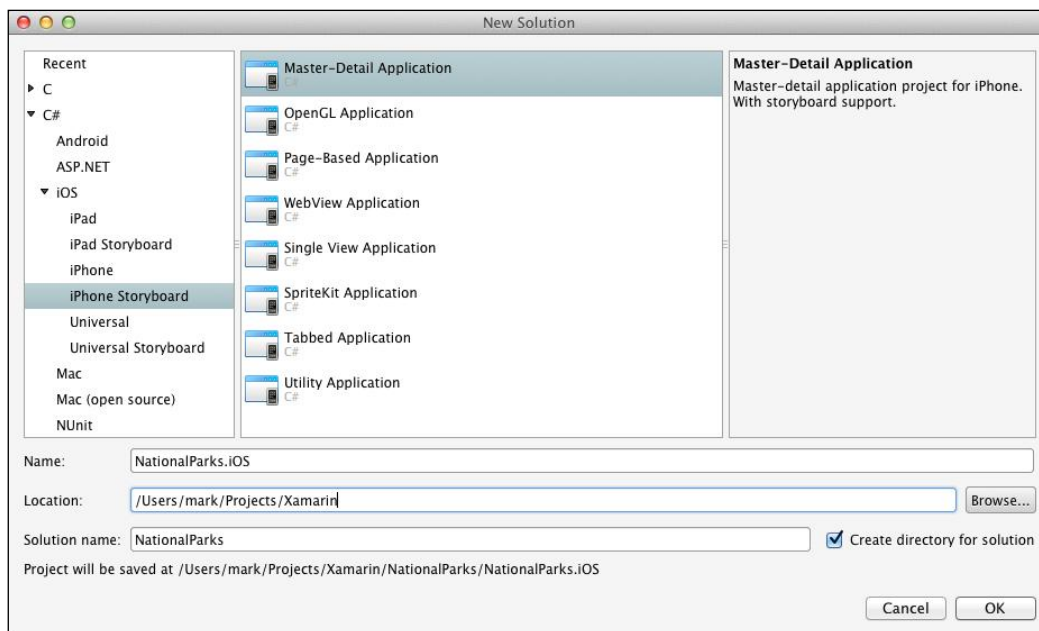 New Solution
Recent
C
C#
Android
ASP.NET
iOS
iPad
iPad Storyboard
iPhone
iPhone Storyboard
Universal
Universal Storyboard
Mac
Mac (open source)
NUnit
Master-Detail Application
C#
OpenGL Application
C#
Page-Based Application
C#
WebView Application
C#
Single View Application
C#
SpriteKit Application
C#
Tabbed Application
C#
Utility Application
C#
Master-Detail Application
Master-detail application project for iPhone.
With storyboard support.
Name: NationalParks.iOS
Location: /Users/mark/Projects/Xamarin Browse...
Solution name: NationalParks Create directory for solution
Project will be saved at /Users/mark/Projects/Xamarin/NationalParks/NationalParks.iOS
Cancel OK